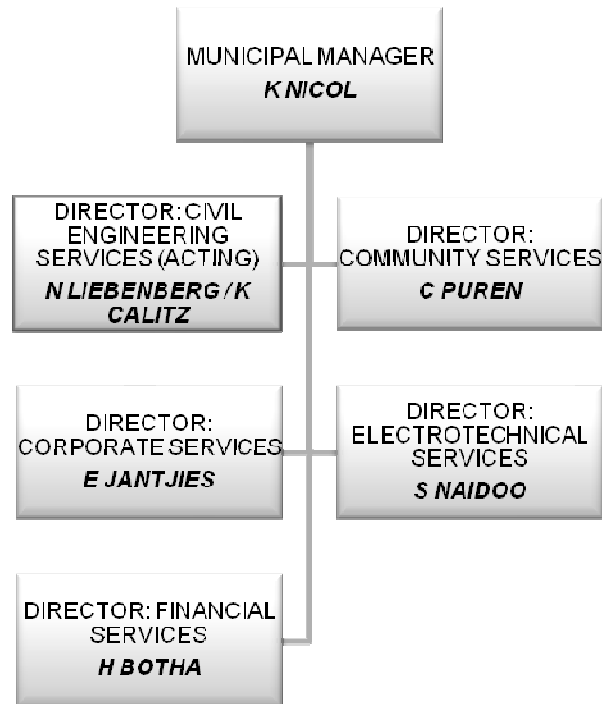 MUNICIPAL MANAGER
K NICOL
DIRECTOR: CIVIL
ENGINEERING
SERVICES (ACTING)
N LIEBENBERG / K
CALITZ
DIRECTOR:
COMMUNITY SERVICES
C PUREN
DIRECTOR:
CORPORATE SERVICES
E JANTJIES
DIRECTOR:
ELECTROTECHNICAL
SERVICES
S NAIDOO
DIRECTOR: FINANCIAL
SERVICES
H BOTHA